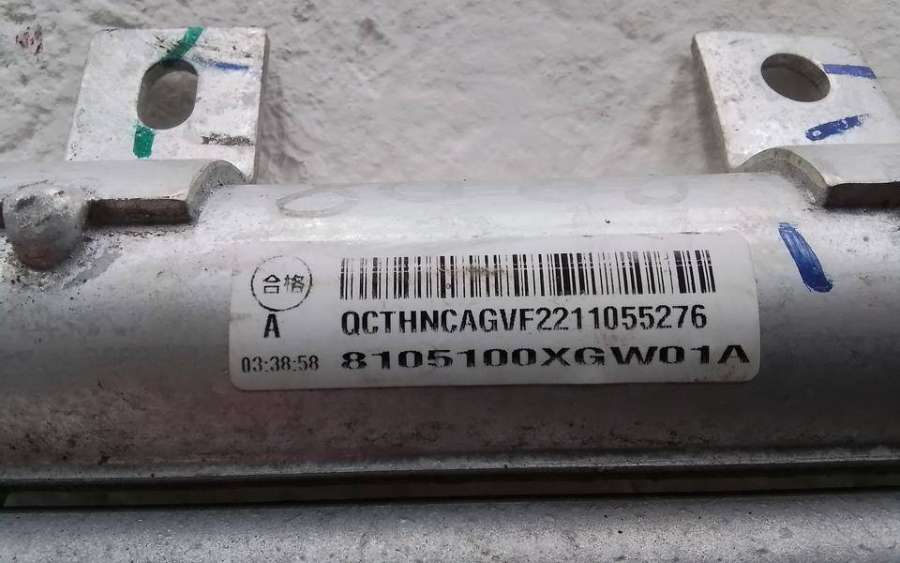 合格
QCTHNCAGVF2211055276
A
03:38:58
8105100XGW01A